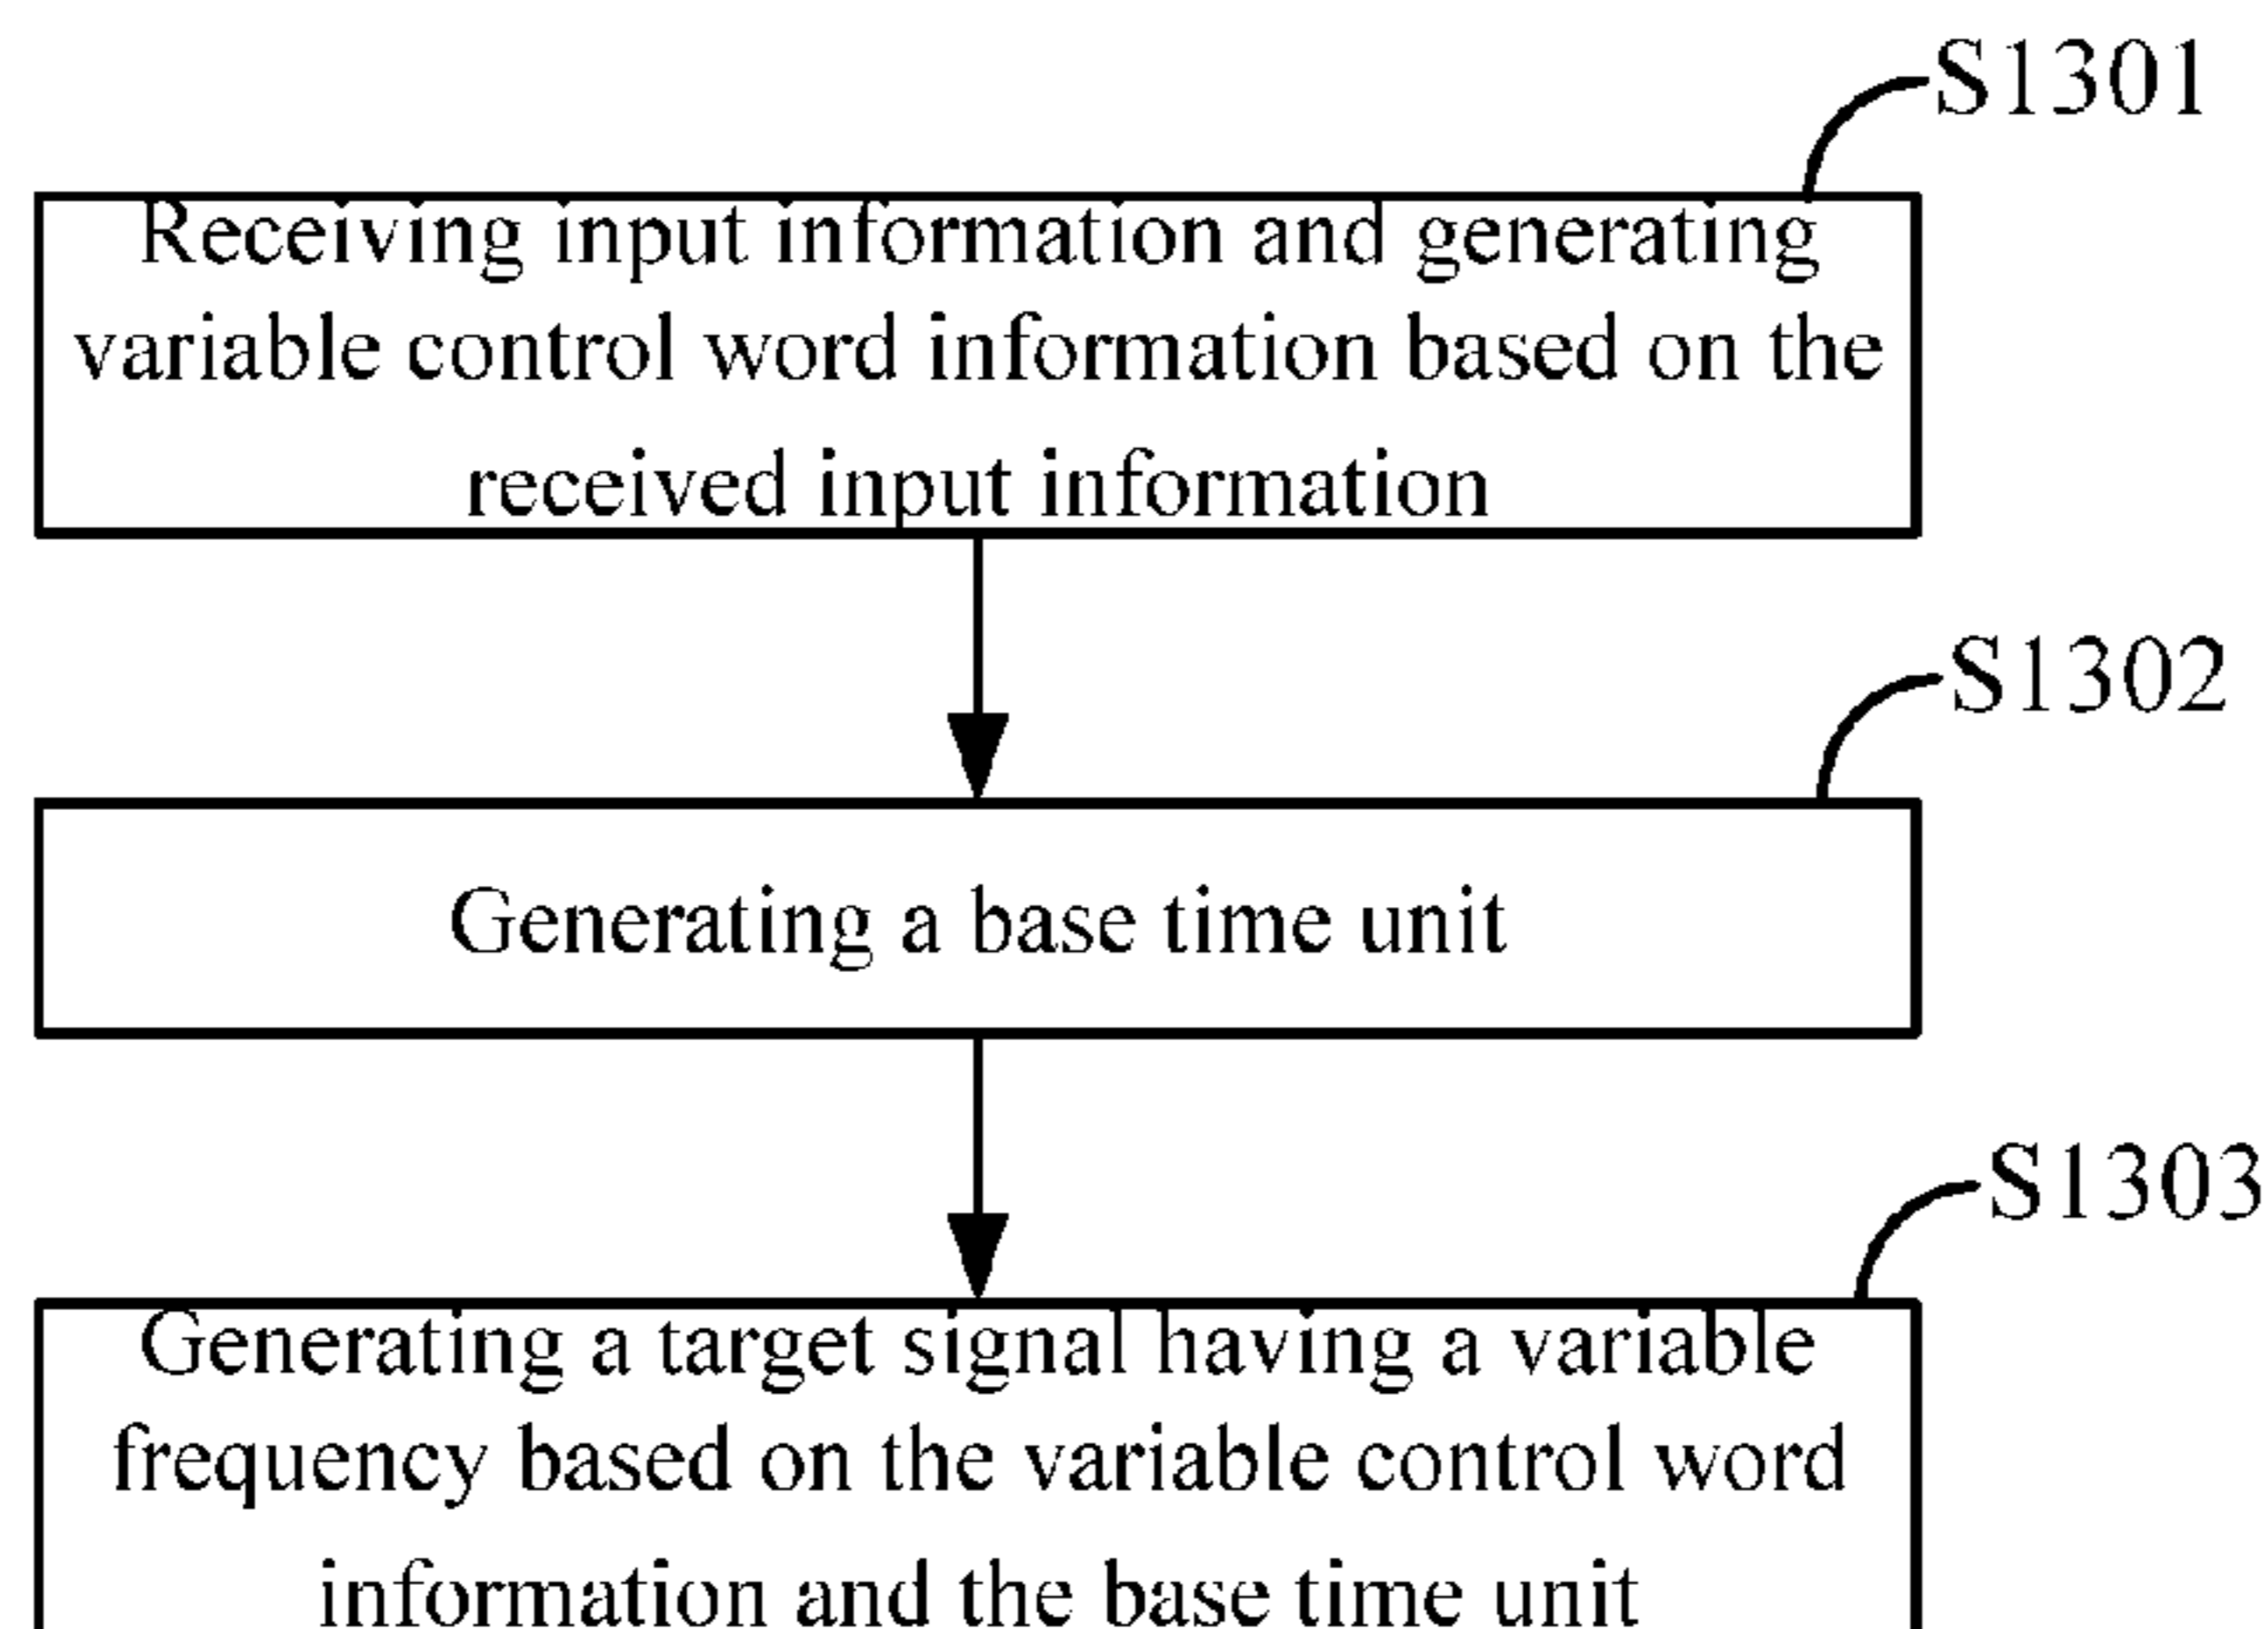 S1301
Receiving input information and generating
variable control word information based on the
received input information
S1302
Generating a base time unit
S1303
Generating a target signal having a variable
frequency based on the variable control word
information and the base time unit